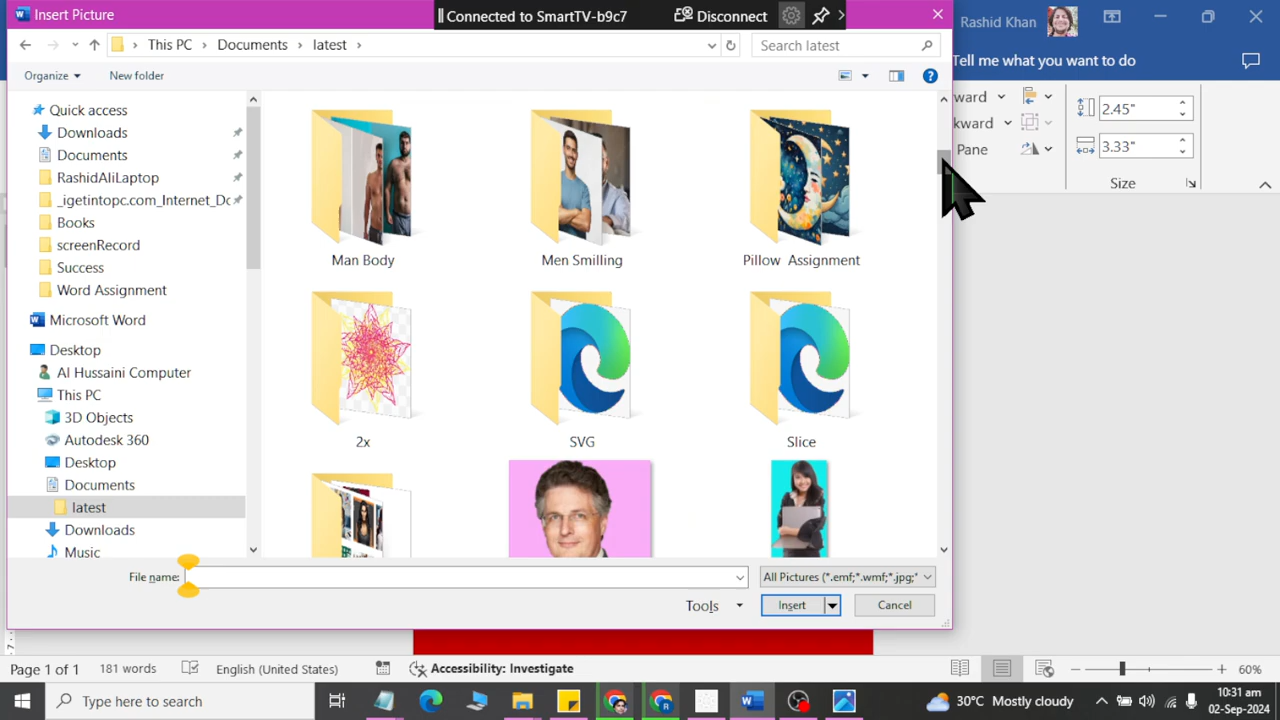 Insert Picture
Connected to SmartTV-b9c7
Disconnect
Rashid Khan
This PC
Documents
latest
Search latest
Tell me what you want to do
Organize
New folder
Quick access
Downloads
Documents
RashidAliLaptop
_igetintopc.com_Internet_Dc
Books
screenRecord
Success
Word Assignment
Microsoft Word
Desktop
Al Hussaini Computer
This PC
3D Objects
Autodesk 360
Desktop
Documents
latest
Downloads
Music
Man Body
Men Smilling
Pillow Assignment
2x
SVG
Slice
ward
kward
Pane
2.45"
3.33"
Size
File name:
All Pictures (*.emf;*.wmf;*.jpg;*
Tools
Insert
Cancel
Page 1 of 1
181 words
English (United States)
Accessibility: Investigate
60%
Type here to search
30°C Mostly cloudy
10:31 am
02-Sep-2024